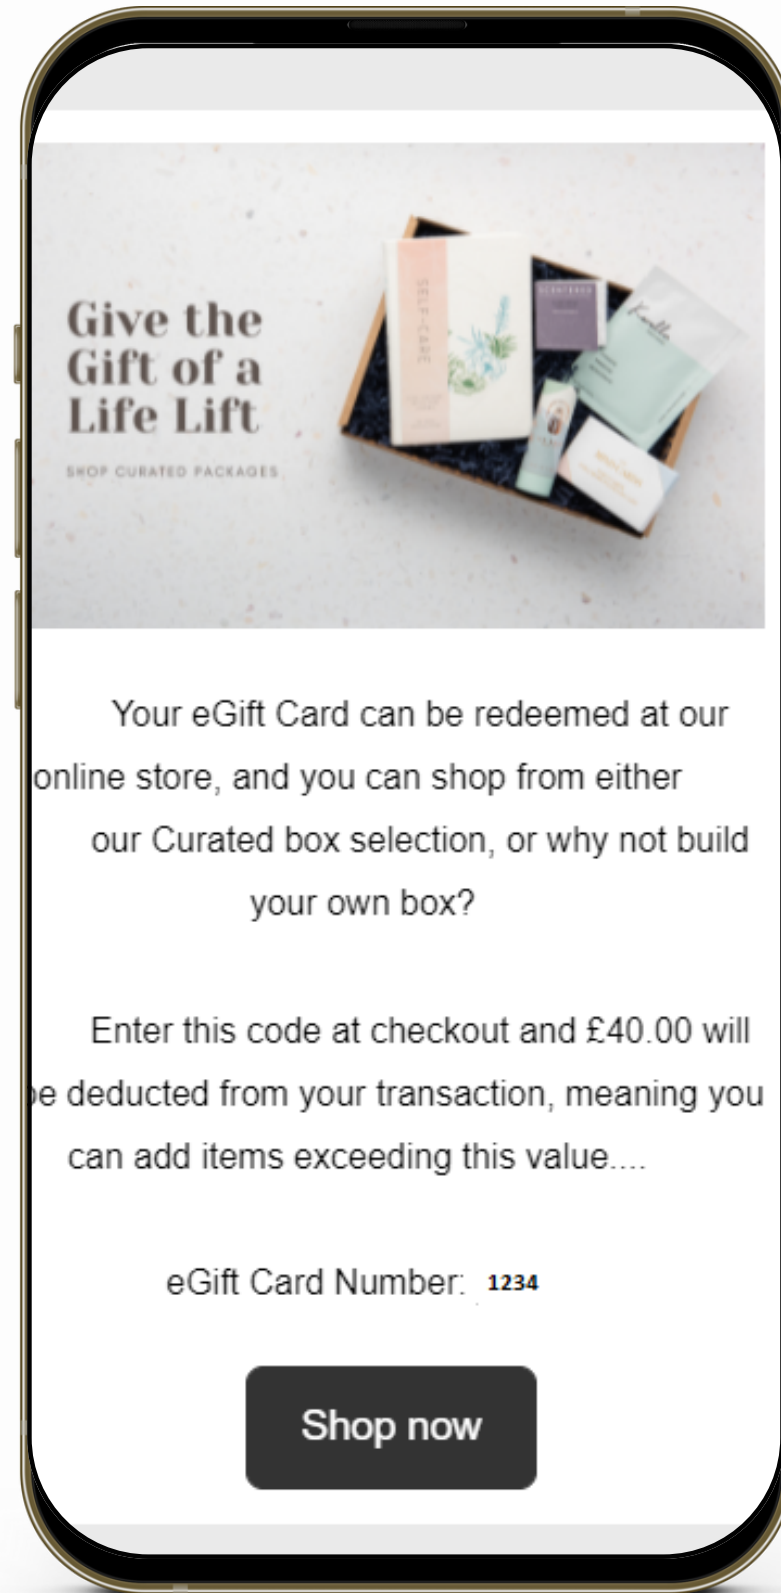 Give the
Gift of a
Life Lift
SHOP CURATED PACKAGES
SELF-CARE
Your eGift Card can be redeemed at our
online store, and you can shop from either
our Curated box selection, or why not build
your own box?
Enter this code at checkout and £40.00 will
be deducted from your transaction, meaning you
can add items exceeding this value....
eGift Card Number: 1234
Shop now